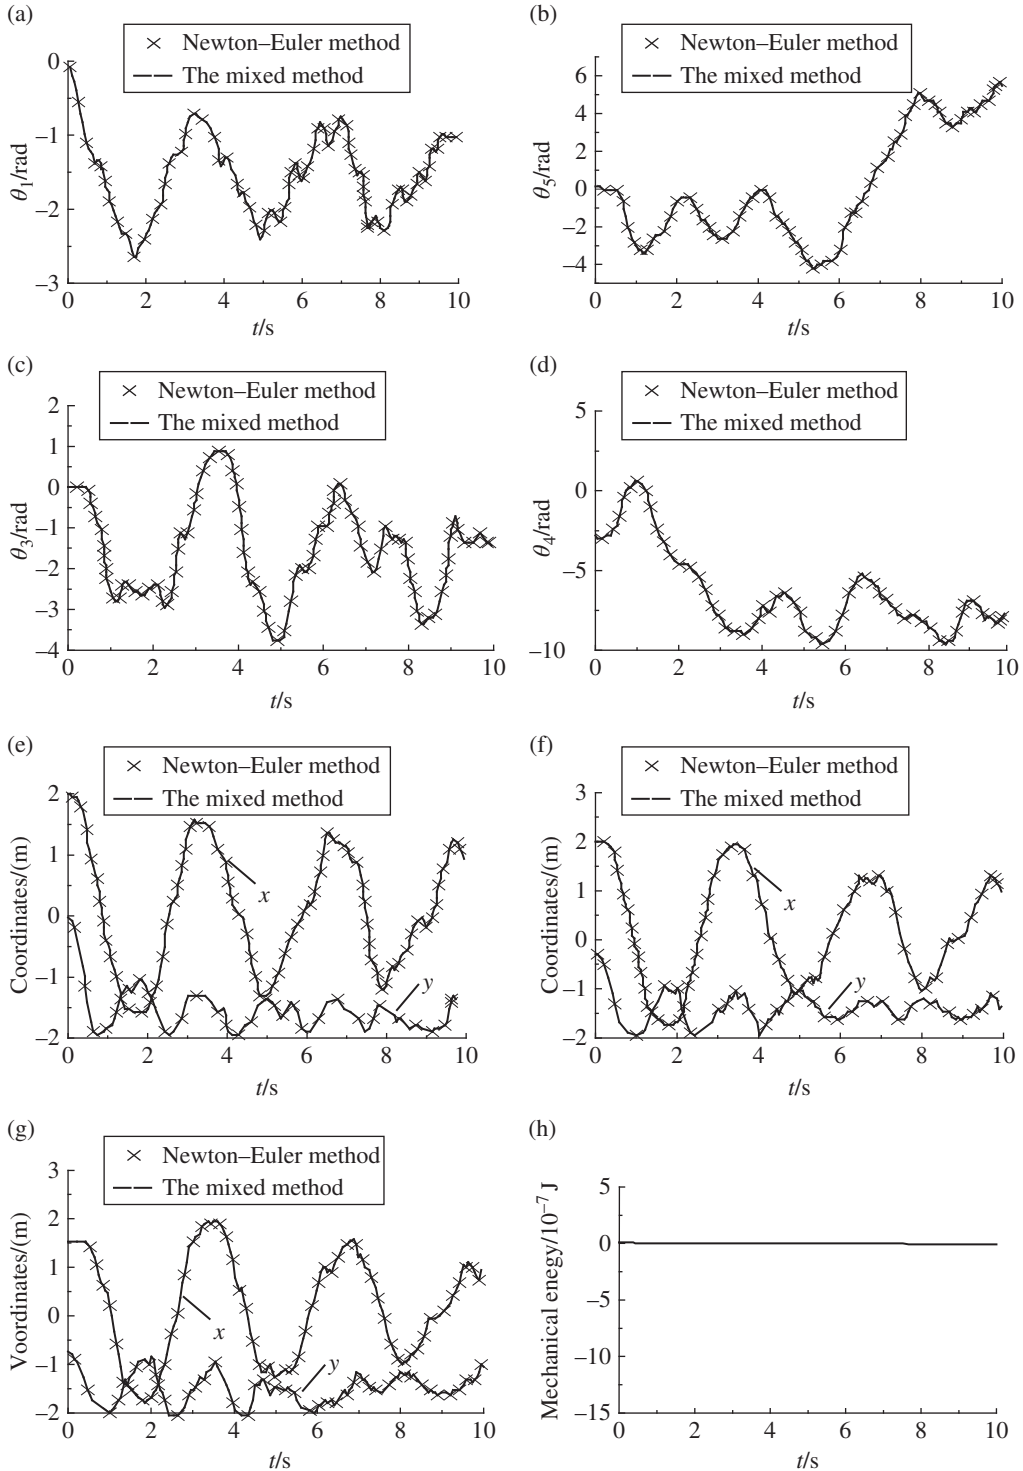 (a)
Newton–Euler method
The mixed method
0
–1
–2
–3
θ1/rad
0 2 4 6 8 10
t/s
(b)
Newton–Euler method
The mixed method
6
4
2
0
–2
–4
θ5/rad
0 2 4 6 8 10
t/s
(c)
Newton–Euler method
The mixed method
2
1
0
–1
–2
–3
–4
θ3/rad
0 2 4 6 8 10
t/s
(d)
Newton–Euler method
The mixed method
5
0
–5
–10
θ4/rad
0 2 4 6 8 10
t/s
(e)
Newton–Euler method
The mixed method
2
1
0
–1
–2
Coordinates/(m)
x
y
0 2 4 6 8 10
t/s
(f)
Newton–Euler method
The mixed method
3
2
1
0
–1
–2
Coordinates/(m)
x
y
0 2 4 6 8 10
t/s
(g)
Newton–Euler method
The mixed method
3
2
1
0
–1
–2
Voordinates/(m)
x
y
0 2 4 6 8 10
t/s
(h)
5
0
–5
–10
–15
Mechanical energy/10⁻⁷ J
0 2 4 6 8 10
t/s